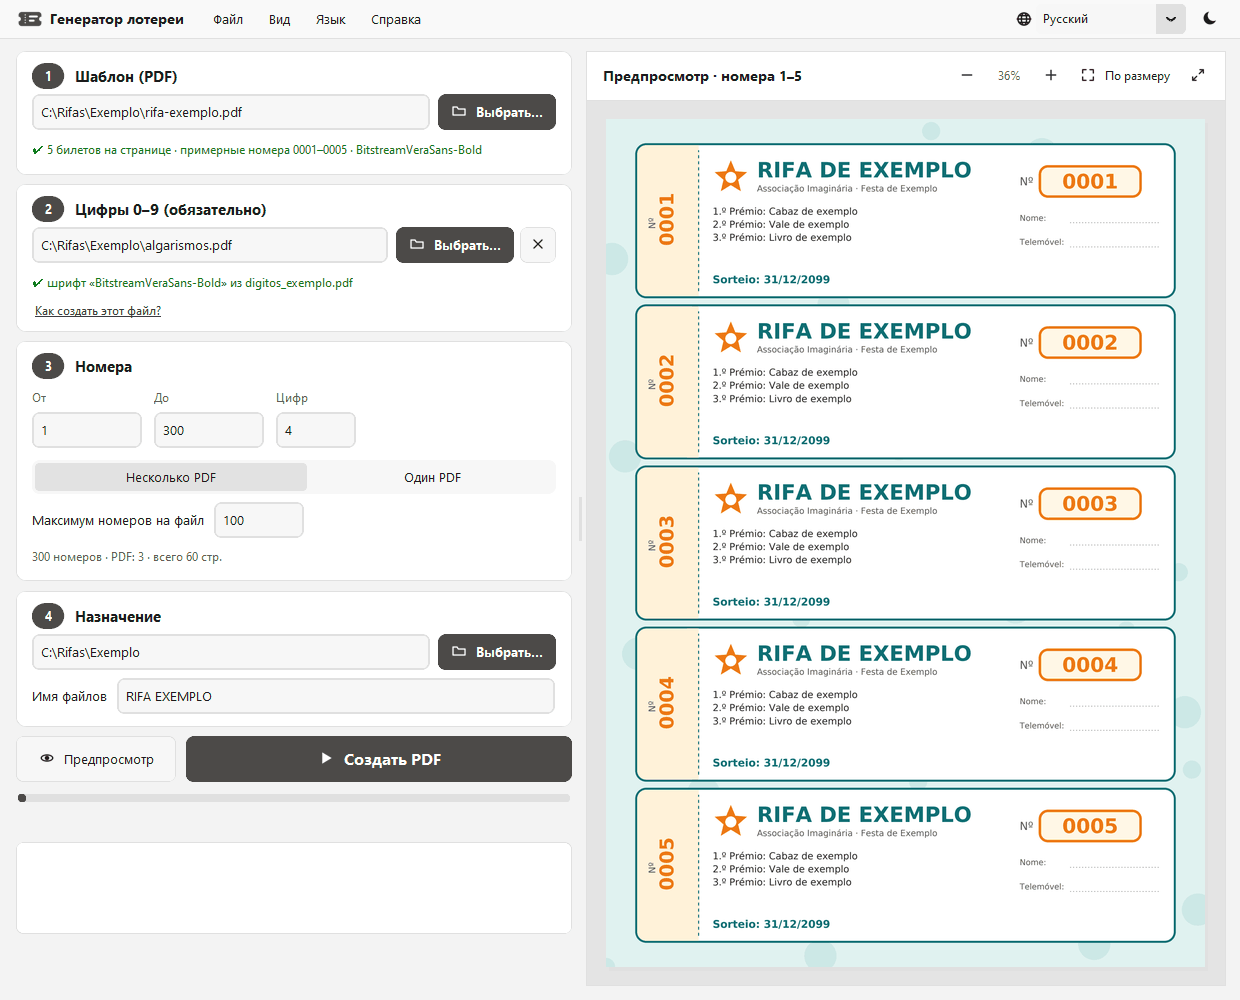 Генератор лотереи
Файл
Вид
Язык
Справка
Русский
1
Шаблон (PDF)
C:\Rifas\Exemplo\rifa-exemplo.pdf
Выбрать...
✔ 5 билетов на странице · примерные номера 0001–0005 · BitstreamVeraSans-Bold
2
Цифры 0–9 (обязательно)
C:\Rifas\Exemplo\algarismos.pdf
Выбрать...
✔ шрифт «BitstreamVeraSans-Bold» из digitos_exemplo.pdf
Как создать этот файл?
3
Номера
От
До
Цифр
1
300
4
Несколько PDF
Один PDF
Максимум номеров на файл
100
300 номеров · PDF: 3 · всего 60 стр.
4
Назначение
C:\Rifas\Exemplo
Выбрать...
Имя файлов
RIFA EXEMPLO
Предпросмотр
Создать PDF
Предпросмотр · номера 1–5
36%
По размеру
Nº 0001
RIFA DE EXEMPLO
Associação Imaginária · Festa de Exemplo
1.º Prémio: Cabaz de exemplo
2.º Prémio: Vale de exemplo
3.º Prémio: Livro de exemplo
Sorteio: 31/12/2099
Nº 0001
Nome:
Telemóvel:
Nº 0002
RIFA DE EXEMPLO
Associação Imaginária · Festa de Exemplo
1.º Prémio: Cabaz de exemplo
2.º Prémio: Vale de exemplo
3.º Prémio: Livro de exemplo
Sorteio: 31/12/2099
Nº 0002
Nome:
Telemóvel:
Nº 0003
RIFA DE EXEMPLO
Associação Imaginária · Festa de Exemplo
1.º Prémio: Cabaz de exemplo
2.º Prémio: Vale de exemplo
3.º Prémio: Livro de exemplo
Sorteio: 31/12/2099
Nº 0003
Nome:
Telemóvel:
Nº 0004
RIFA DE EXEMPLO
Associação Imaginária · Festa de Exemplo
1.º Prémio: Cabaz de exemplo
2.º Prémio: Vale de exemplo
3.º Prémio: Livro de exemplo
Sorteio: 31/12/2099
Nº 0004
Nome:
Telemóvel:
Nº 0005
RIFA DE EXEMPLO
Associação Imaginária · Festa de Exemplo
1.º Prémio: Cabaz de exemplo
2.º Prémio: Vale de exemplo
3.º Prémio: Livro de exemplo
Sorteio: 31/12/2099
Nº 0005
Nome:
Telemóvel: